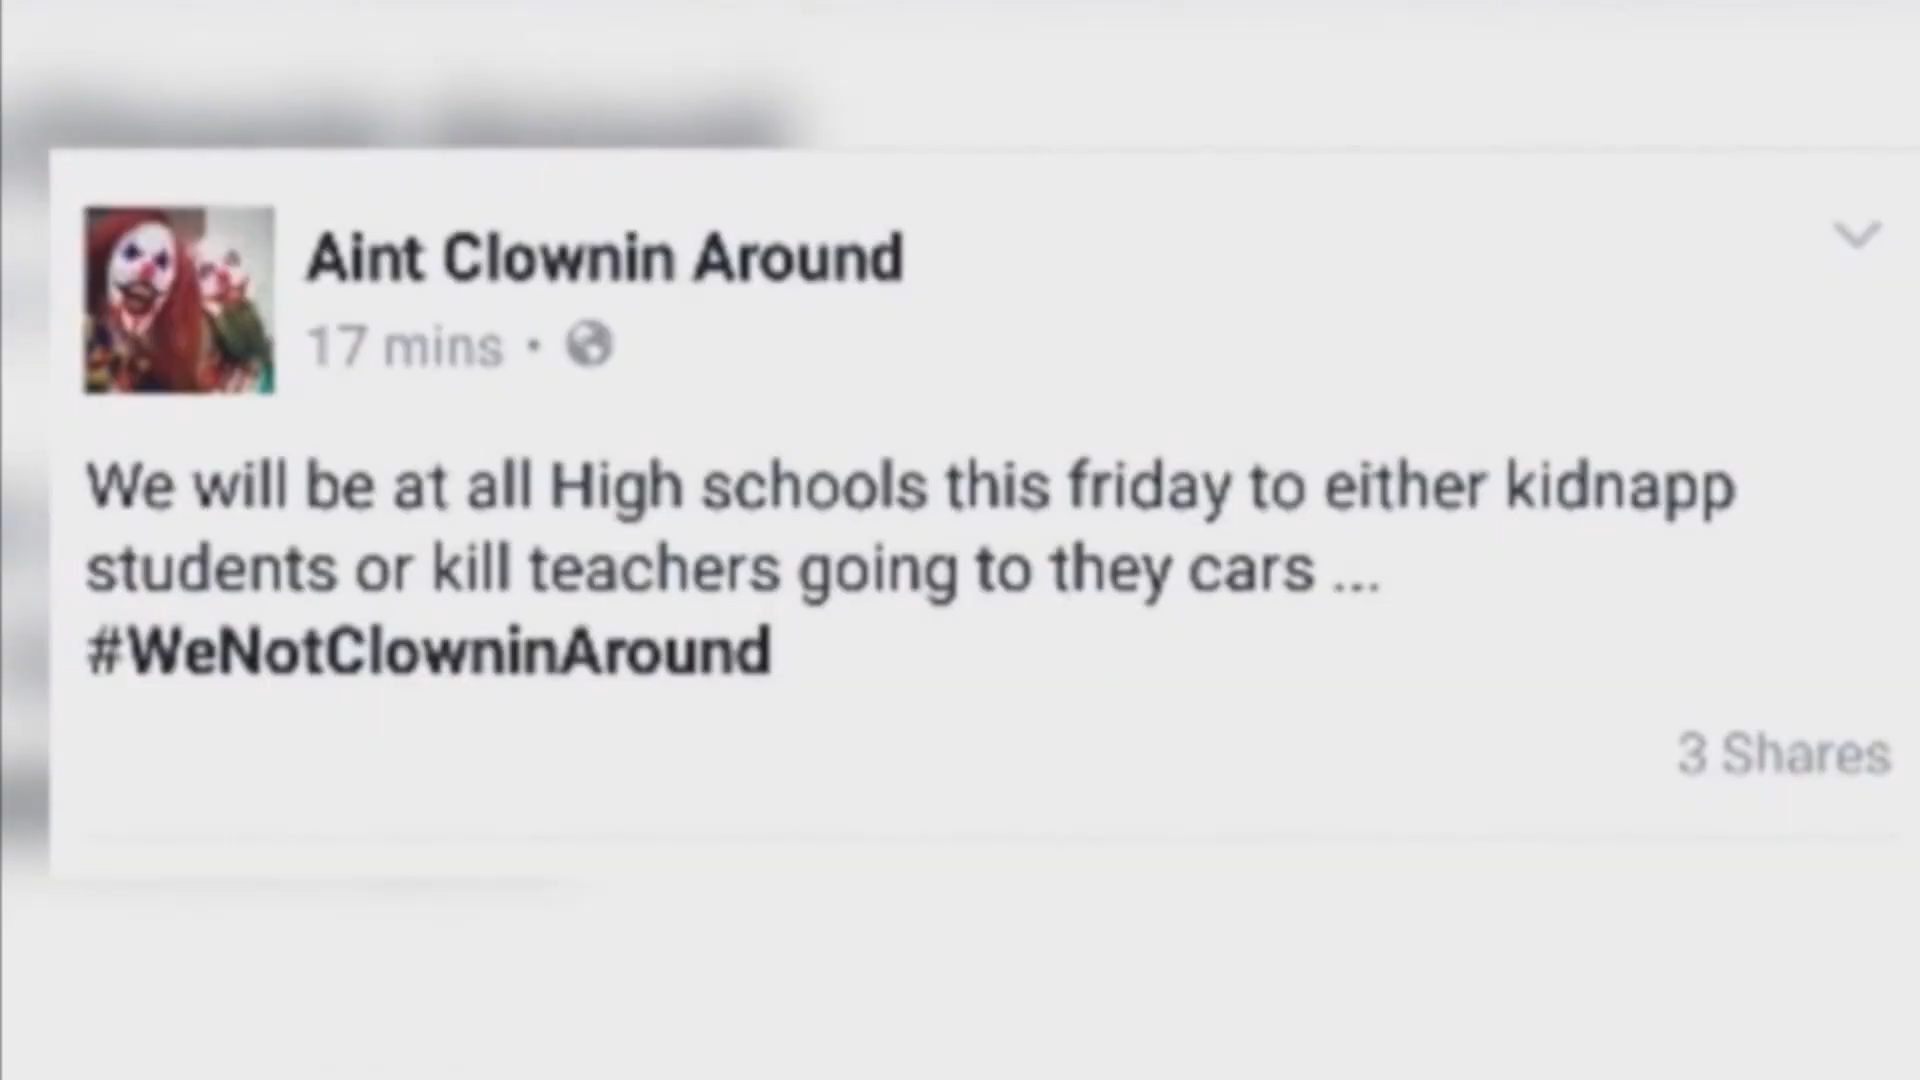 Aint Clownin Around
17 mins ·
We will be at all High schools this friday to either kidnapp
students or kill teachers going to they cars ...
#WeNotClowninAround
3 Shares